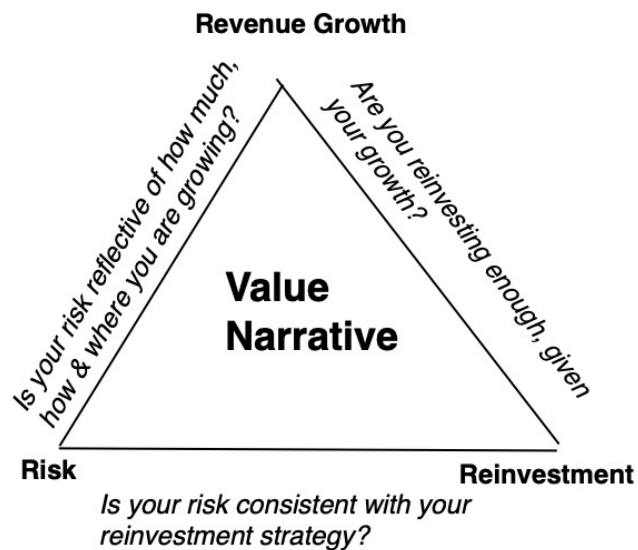 Revenue Growth
Is your risk reflective of how much,
how & where you are growing?
Are you reinvesting enough, given
your growth?
Value
Narrative
Risk
Reinvestment
Is your risk consistent with your
reinvestment strategy?